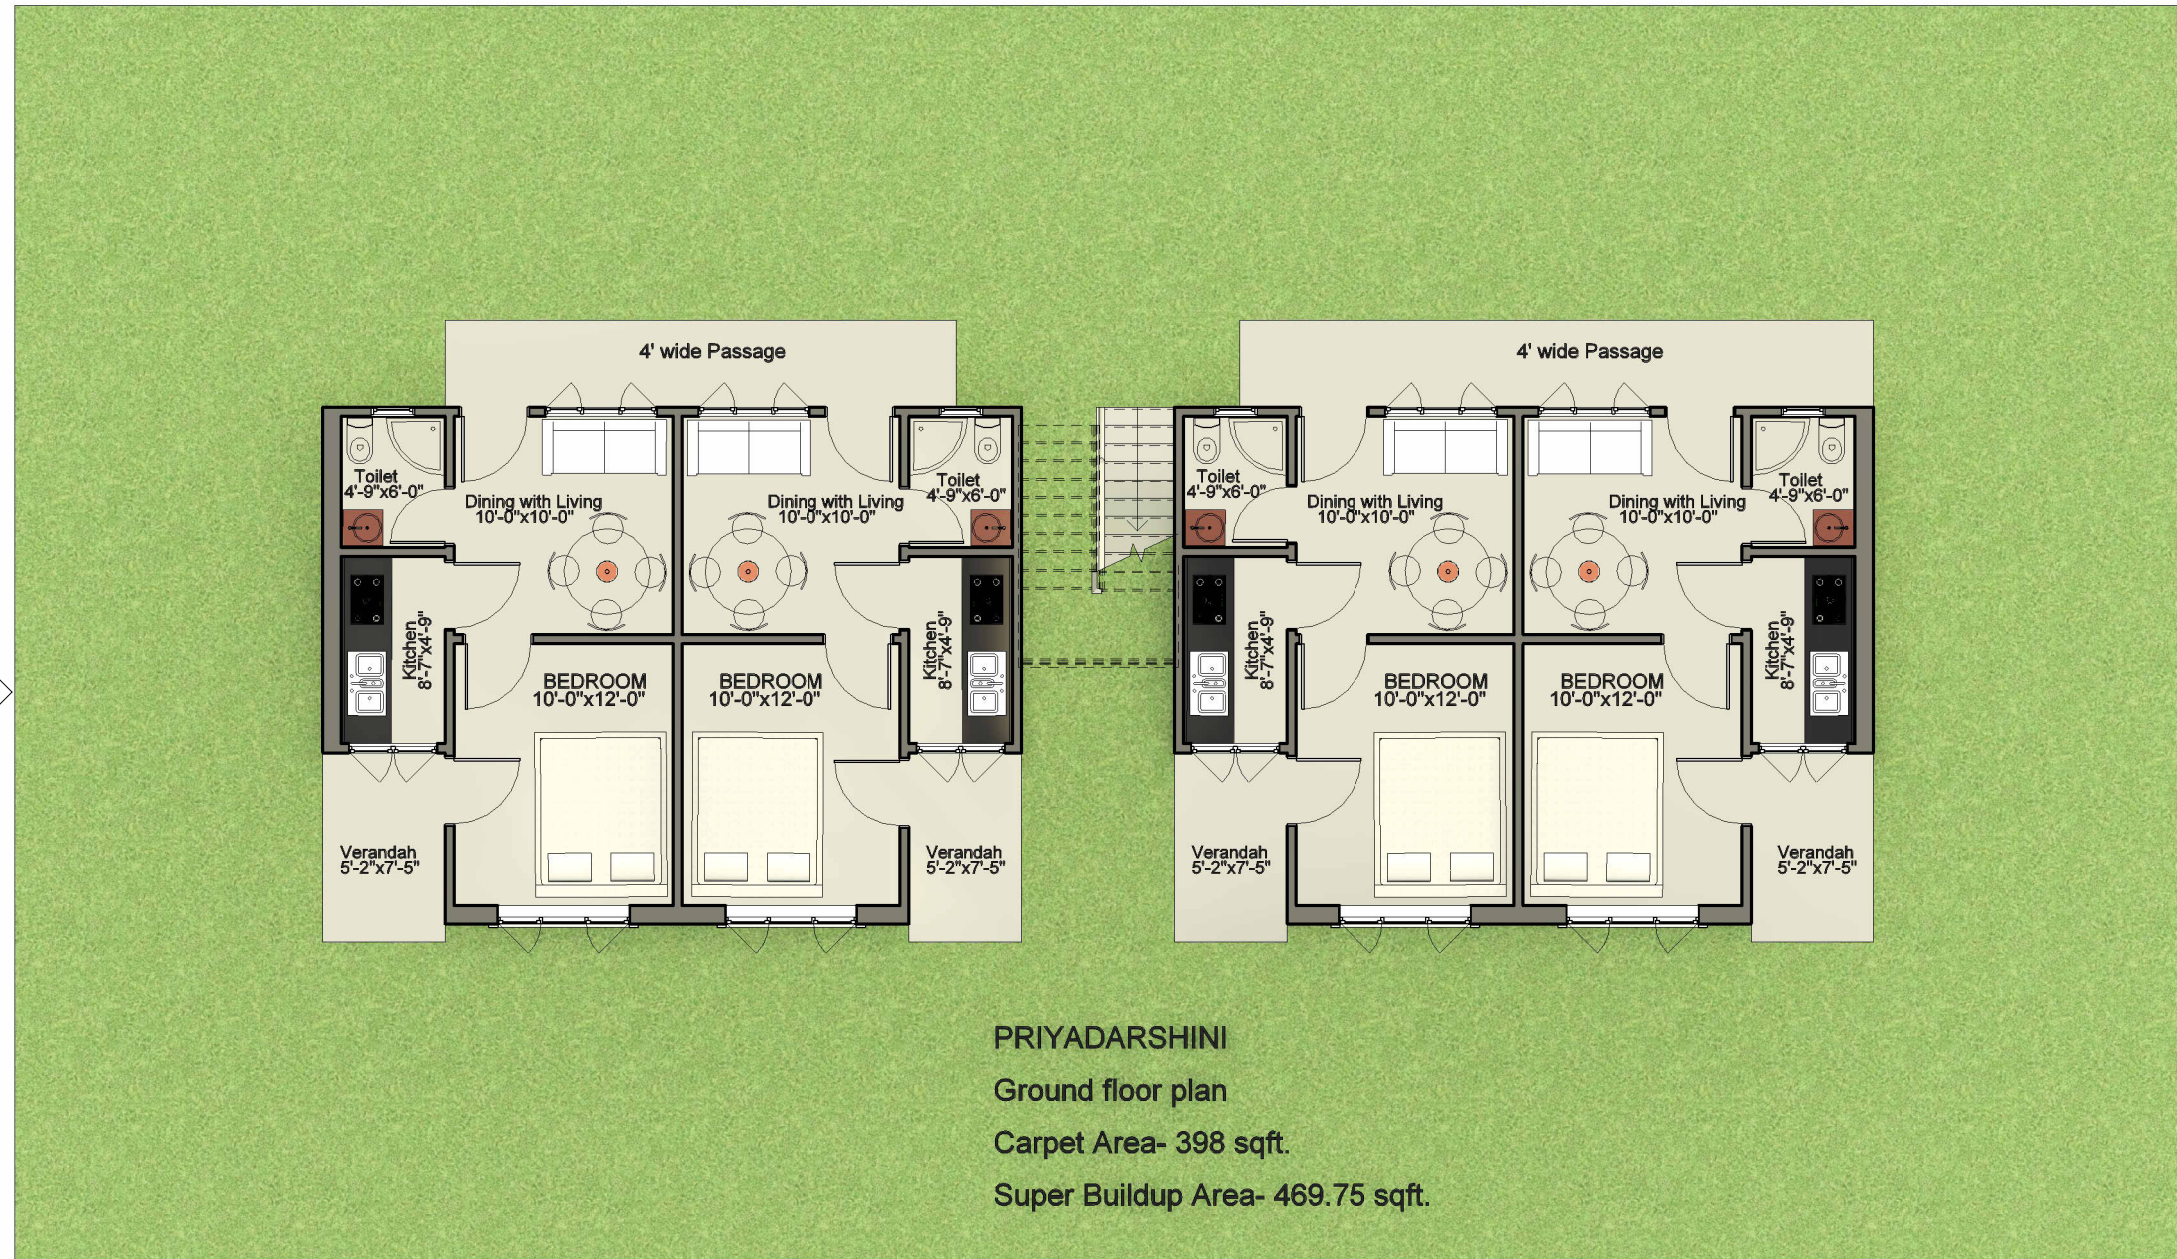 4' wide Passage
4' wide Passage
Toilet
4'-9"x6'-0"
Dining with Living
10'-0"x10'-0"
Dining with Living
10'-0"x10'-0"
Toilet
4'-9"x6'-0"
Toilet
4'-9"x6'-0"
Dining with Living
10'-0"x10'-0"
Dining with Living
10'-0"x10'-0"
Toilet
4'-9"x6'-0"
Kitchen
8'-7"x4'-9"
BEDROOM
10'-0"x12'-0"
BEDROOM
10'-0"x12'-0"
Kitchen
8'-7"x4'-9"
Kitchen
8'-7"x4'-9"
BEDROOM
10'-0"x12'-0"
BEDROOM
10'-0"x12'-0"
Kitchen
8'-7"x4'-9"
Verandah
5'-2"x7'-5"
Verandah
5'-2"x7'-5"
Verandah
5'-2"x7'-5"
Verandah
5'-2"x7'-5"
PRIYADARSHINI
Ground floor plan
Carpet Area- 398 sqft.
Super Buildup Area- 469.75 sqft.